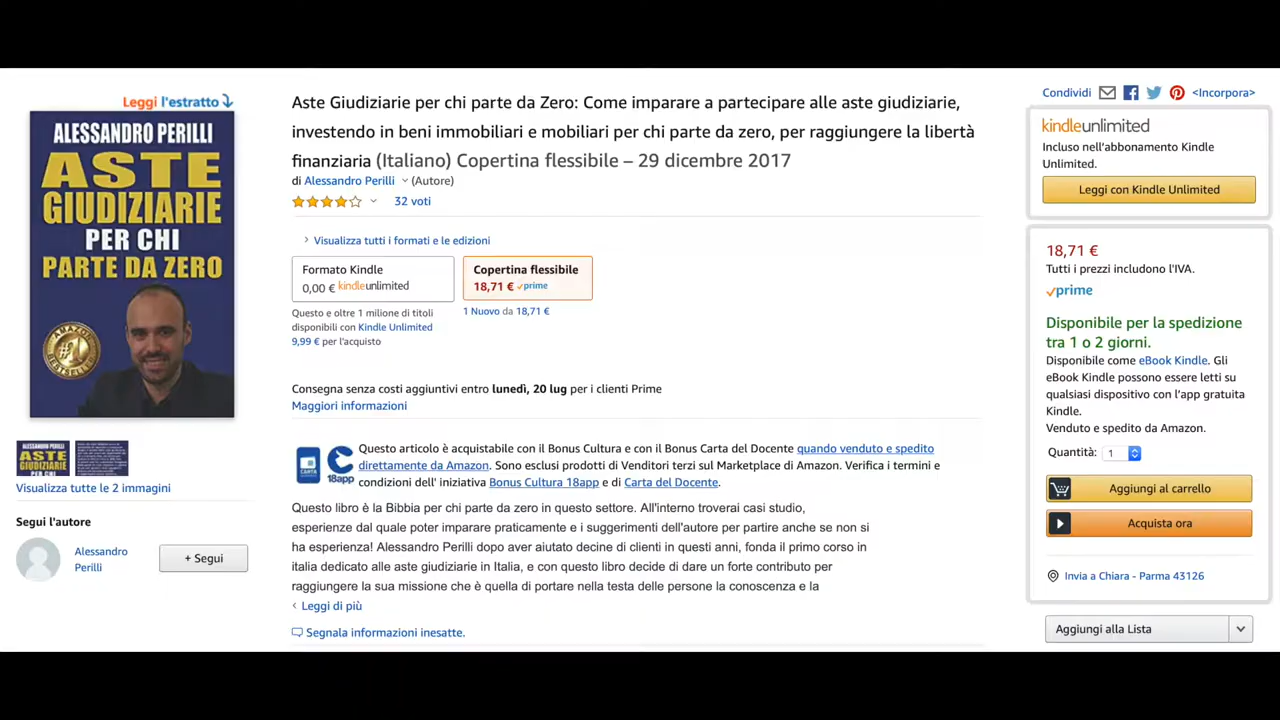 Leggi l'estratto
ALESSANDRO PERILLI
ASTE
GIUDIZIARIE
PER CHI
PARTE DA ZERO
AMAZON
#1
BESTSELLER
Visualizza tutte le 2 immagini
Segui l'autore
Alessandro
Perilli
+ Segui
Aste Giudiziarie per chi parte da Zero: Come imparare a partecipare alle aste giudiziarie,
investendo in beni immobiliari e mobiliari per chi parte da zero, per raggiungere la libertà
finanziaria (Italiano) Copertina flessibile – 29 dicembre 2017
di Alessandro Perilli (Autore)
32 voti
Visualizza tutti i formati e le edizioni
Formato Kindle
0,00 € kindleunlimited
Copertina flessibile
18,71 € prime
Questo e oltre 1 milione di titoli
disponibili con Kindle Unlimited
9,99 € per l'acquisto
1 Nuovo da 18,71 €
Consegna senza costi aggiuntivi entro lunedì, 20 lug per i clienti Prime
Maggiori informazioni
CARTA
18app
Questo articolo è acquistabile con il Bonus Cultura e con il Bonus Carta del Docente quando venduto e spedito
direttamente da Amazon. Sono esclusi prodotti di Venditori terzi sul Marketplace di Amazon. Verifica i termini e
condizioni dell' iniziativa Bonus Cultura 18app e di Carta del Docente.
Questo libro è la Bibbia per chi parte da zero in questo settore. All'interno troverai casi studio,
esperienze dal quale poter imparare praticamente e i suggerimenti dell'autore per partire anche se non si
ha esperienza! Alessandro Perilli dopo aver aiutato decine di clienti in questi anni, fonda il primo corso in
italia dedicato alle aste giudiziarie in Italia, e con questo libro decide di dare un forte contributo per
raggiungere la sua missione che è quella di portare nella testa delle persone la conoscenza e la
Leggi di più
Segnala informazioni inesatte.
Condividi <Incorpora>
kindleunlimited
Incluso nell'abbonamento Kindle
Unlimited.
Leggi con Kindle Unlimited
18,71 €
Tutti i prezzi includono l'IVA.
prime
Disponibile per la spedizione
tra 1 o 2 giorni.
Disponibile come eBook Kindle. Gli
eBook Kindle possono essere letti su
qualsiasi dispositivo con l'app gratuita
Kindle.
Venduto e spedito da Amazon.
Quantità: 1
Aggiungi al carrello
Acquista ora
Invia a Chiara - Parma 43126
Aggiungi alla Lista